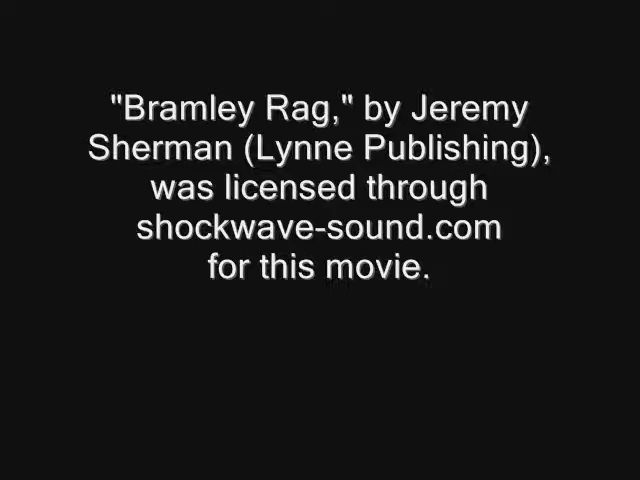 "Bramley Rag," by Jeremy
Sherman (Lynne Publishing),
was licensed through
shockwave-sound.com
for this movie.